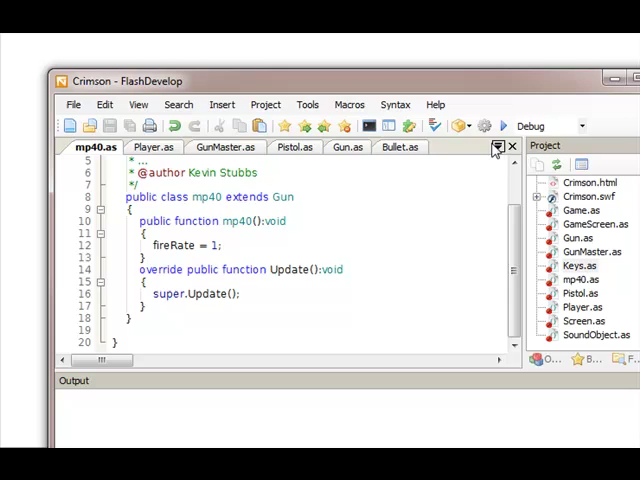 Crimson - FlashDevelop
File Edit View Search Insert Project Tools Macros Syntax Help
Debug
mp40.as Player.as GunMaster.as Pistol.as Gun.as Bullet.as
Project
5 * ...
6 * @author Kevin Stubbs
7 */
8 public class mp40 extends Gun
9 {
10 public function mp40():void
11 {
12 fireRate = 1;
13 }
14 override public function Update():void
15 {
16 super.Update();
17 }
18 }
19
20 }
Crimson.html
Crimson.swf
Game.as
GameScreen.as
Gun.as
GunMaster.as
Keys.as
mp40.as
Pistol.as
Player.as
Screen.as
SoundObject.as
O... B... F...
Output